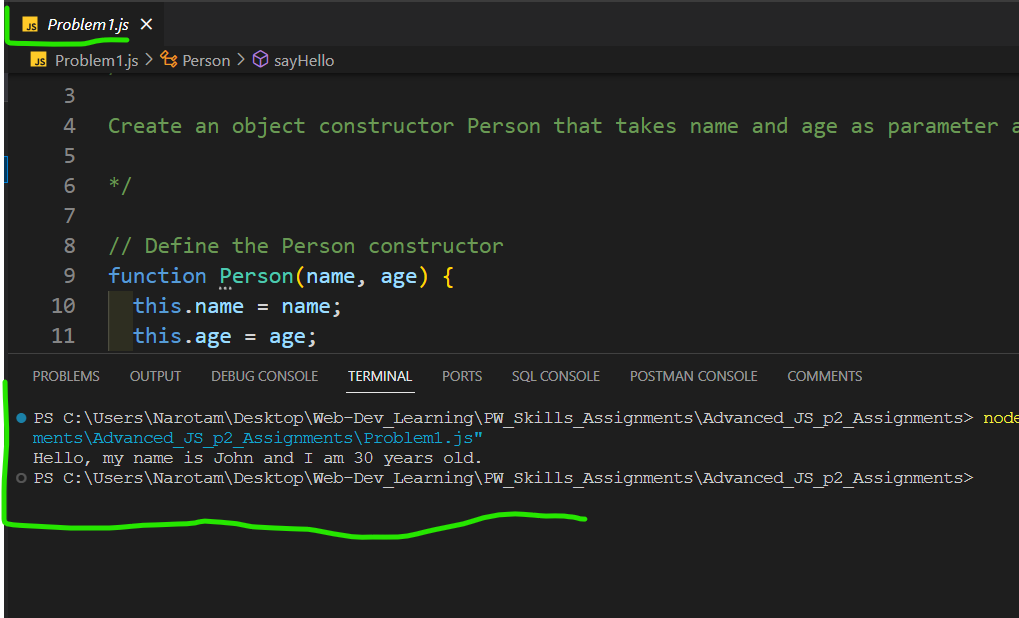 JS Problem1.js ×
JS Problem1.js > Person > sayHello
3
4 Create an object constructor Person that takes name and age as parameter a
5
6 */
7
8 // Define the Person constructor
9 function Person(name, age) {
10 this.name = name;
11 this.age = age;
PROBLEMS OUTPUT DEBUG CONSOLE TERMINAL PORTS SQL CONSOLE POSTMAN CONSOLE COMMENTS
PS C:\Users\Narotam\Desktop\Web-Dev_Learning\PW_Skills_Assignments\Advanced_JS_p2_Assignments> node
ments\Advanced_JS_p2_Assignments\Problem1.js"
Hello, my name is John and I am 30 years old.
PS C:\Users\Narotam\Desktop\Web-Dev_Learning\PW_Skills_Assignments\Advanced_JS_p2_Assignments>